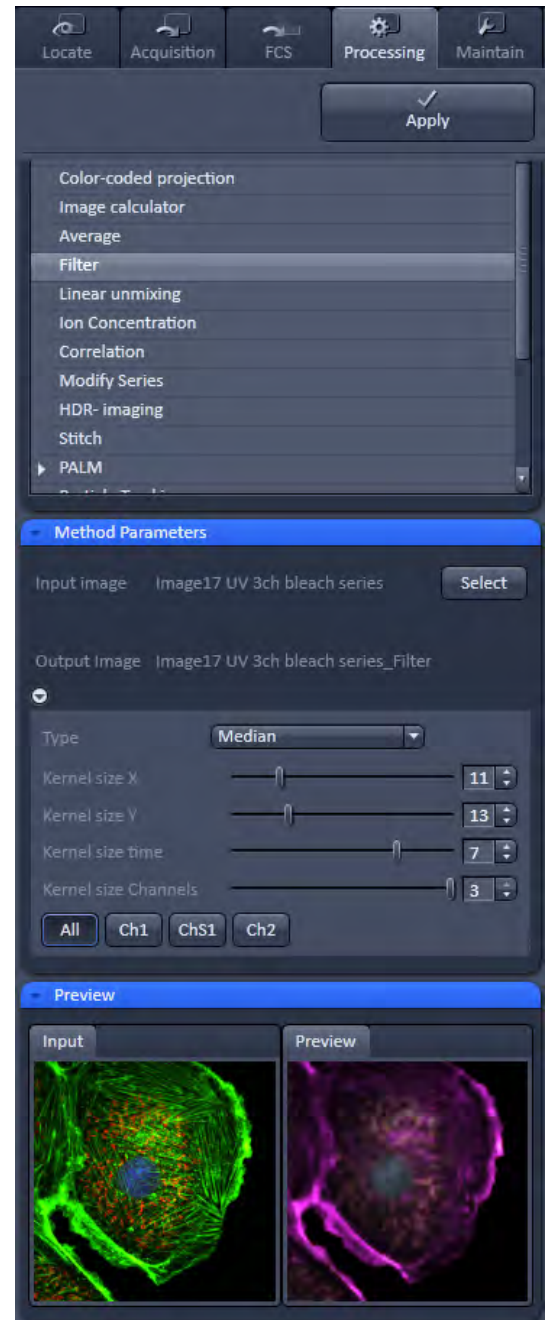 Locate Acquisition FCS Processing Maintain
Apply
Color-coded projection
Image calculator
Average
Filter
Linear unmixing
Ion Concentration
Correlation
Modify Series
HDR- imaging
Stitch
PALM
Method Parameters
Input image Image17 UV 3ch bleach series Select
Output Image Image17 UV 3ch bleach series_Filter
Type Median
Kernel size X 11
Kernel size Y 13
Kernel size time 7
Kernel size Channels 3
All Ch1 ChS1 Ch2
Preview
Input Preview